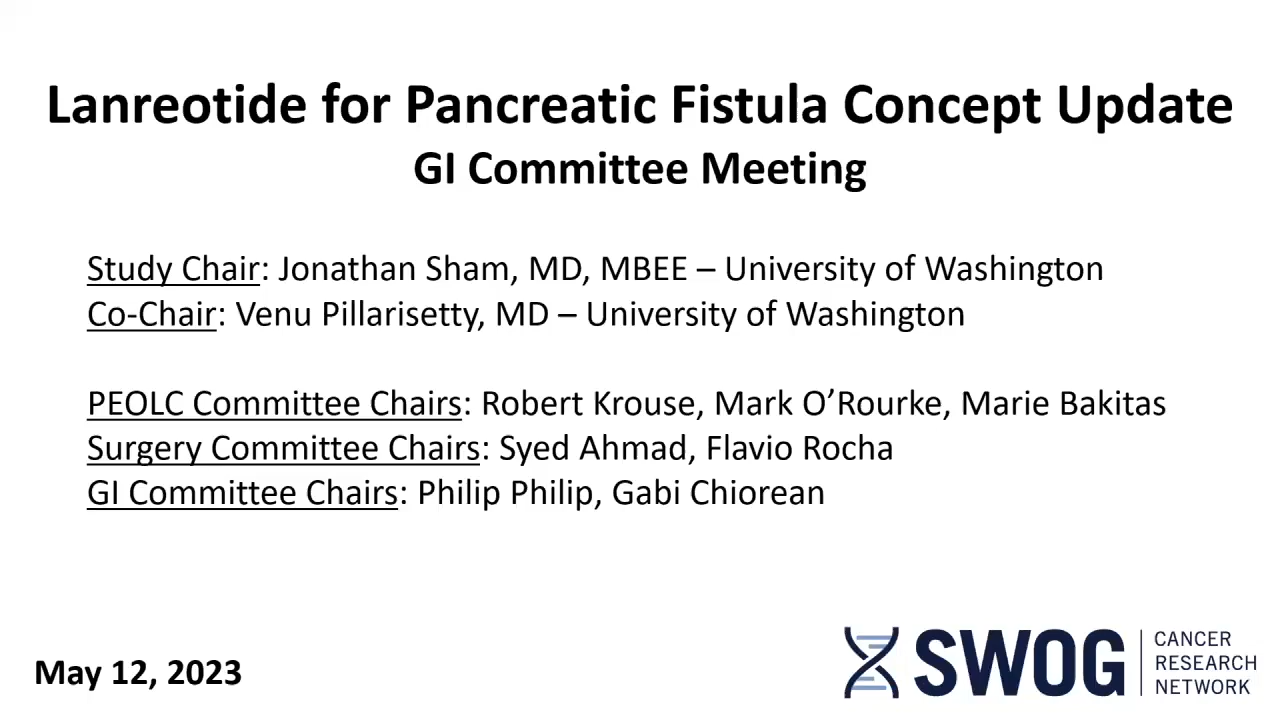 Lanreotide for Pancreatic Fistula Concept Update
GI Committee Meeting
Study Chair: Jonathan Sham, MD, MBEE – University of Washington
Co-Chair: Venu Pillarisetty, MD – University of Washington
PEOLC Committee Chairs: Robert Krouse, Mark O’Rourke, Marie Bakitas
Surgery Committee Chairs: Syed Ahmad, Flavio Rocha
GI Committee Chairs: Philip Philip, Gabi Chiorean
May 12, 2023
SWOG
CANCER
RESEARCH
NETWORK